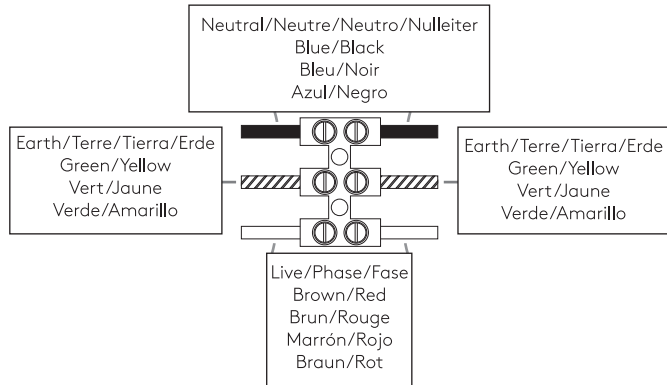 Neutral/Neutre/Neutro/Nulleiter
Blue/Black
Bleu/Noir
Azul/Negro
Earth/Terre/Tierra/Erde
Green/Yellow
Vert/Jaune
Verde/Amarillo
Earth/Terre/Tierra/Erde
Green/Yellow
Vert/Jaune
Verde/Amarillo
Live/Phase/Fase
Brown/Red
Brun/Rouge
Marrón/Rojo
Braun/Rot